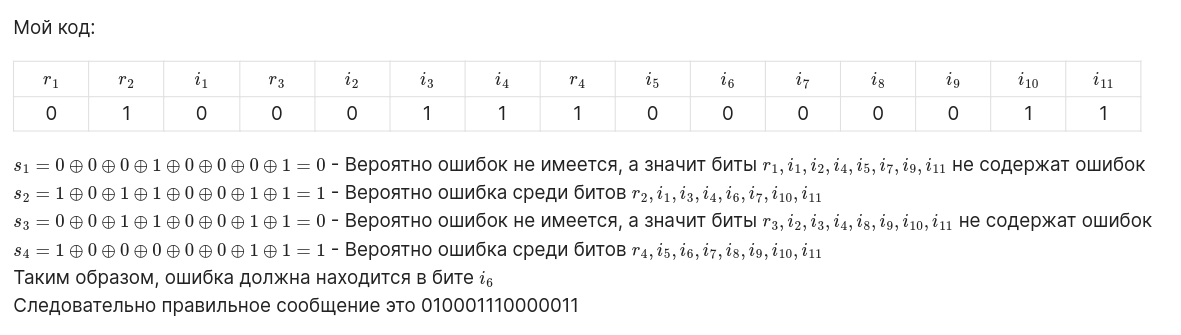 Мой код:
r₁ r₂ i₁ r₃ i₂ i₃ i₄ r₄ i₅ i₆ i₇ i₈ i₉ i₁₀ i₁₁
0 1 0 0 0 1 1 1 0 0 0 0 0 1 1
s₁ = 0 ⊕ 0 ⊕ 0 ⊕ 1 ⊕ 0 ⊕ 0 ⊕ 0 ⊕ 1 = 0 - Вероятно ошибок не имеется, а значит биты r₁, i₁, i₂, i₄, i₅, i₇, i₉, i₁₁ не содержат ошибок
s₂ = 1 ⊕ 0 ⊕ 1 ⊕ 1 ⊕ 0 ⊕ 0 ⊕ 1 ⊕ 1 = 1 - Вероятно ошибка среди битов r₂, i₁, i₃, i₄, i₆, i₇, i₁₀, i₁₁
s₃ = 0 ⊕ 0 ⊕ 1 ⊕ 1 ⊕ 0 ⊕ 0 ⊕ 1 ⊕ 1 = 0 - Вероятно ошибок не имеется, а значит биты r₃, i₂, i₃, i₄, i₈, i₉, i₁₀, i₁₁ не содержат ошибок
s₄ = 1 ⊕ 0 ⊕ 0 ⊕ 0 ⊕ 0 ⊕ 0 ⊕ 1 ⊕ 1 = 1 - Вероятно ошибка среди битов r₄, i₅, i₆, i₇, i₈, i₉, i₁₀, i₁₁
Таким образом, ошибка должна находится в бите i₆
Следовательно правильное сообщение это 010001110000011